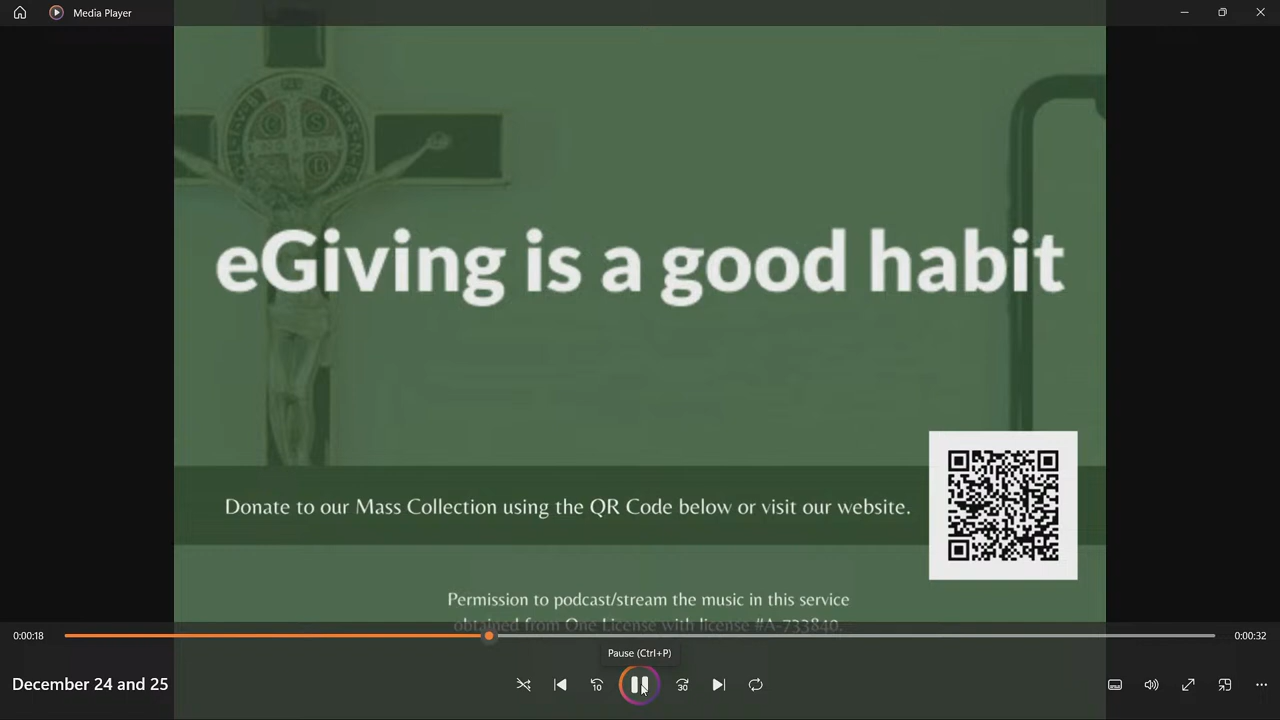 Media Player
eGiving is a good habit
Donate to our Mass Collection using the QR Code below or visit our website.
Permission to podcast/stream the music in this service
obtained from One License with license #A-733840.
0:00:18
0:00:32
Pause (Ctrl+P)
December 24 and 25
10
30